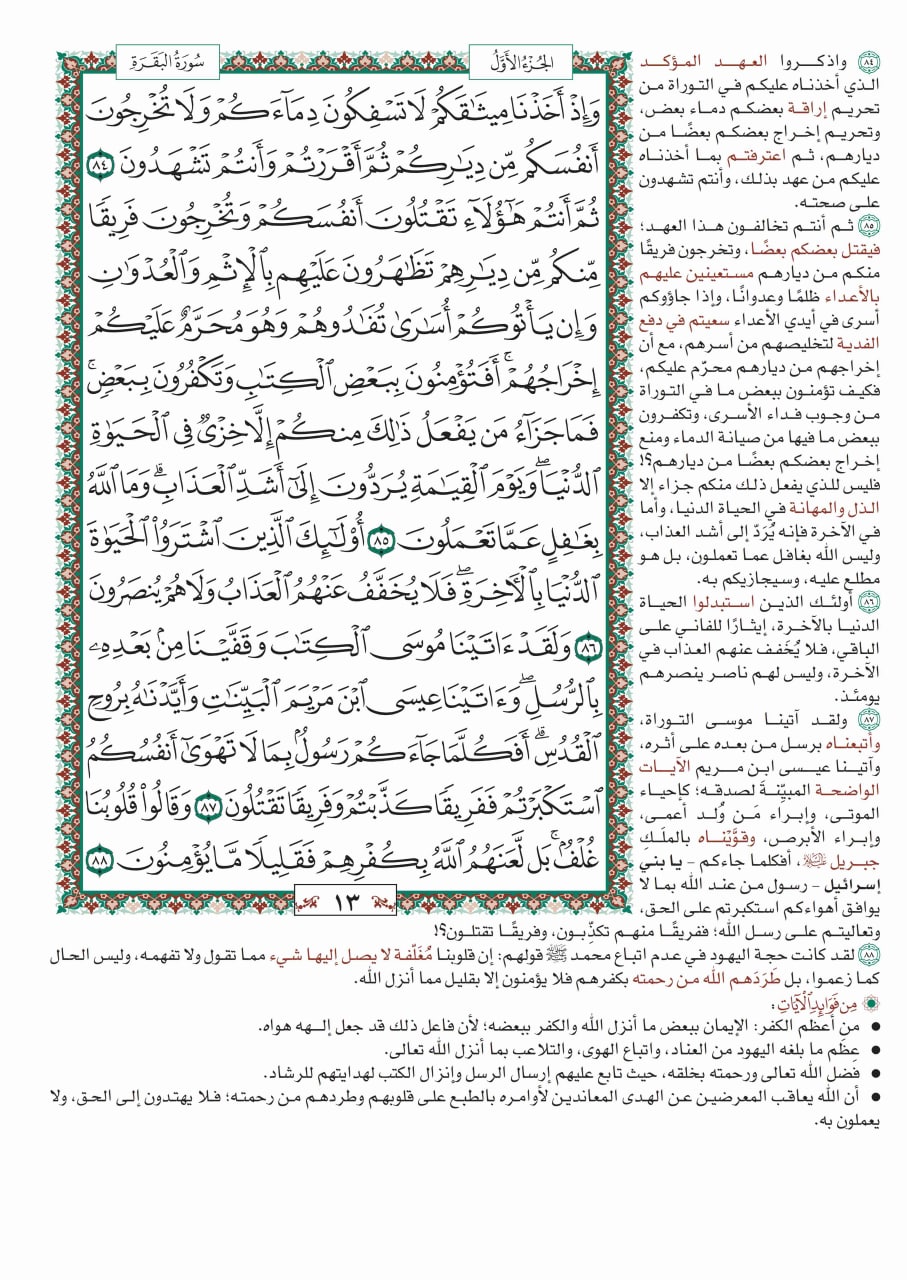 سُورَةُ البَقَرَةِ
الجُزْءُ الأَوَّلُ
وَإِذْ أَخَذْنَا مِيثَٰقَكُمْ لَا تَسْفِكُونَ دِمَآءَكُمْ وَلَا تُخْرِجُونَ
أَنفُسَكُم مِّن دِيَٰرِكُمْ ثُمَّ أَقْرَرْتُمْ وَأَنتُمْ تَشْهَدُونَ ٨٤
ثُمَّ أَنتُمْ هَٰٓؤُلَآءِ تَقْتُلُونَ أَنفُسَكُمْ وَتُخْرِجُونَ فَرِيقًا
مِّنكُم مِّن دِيَٰرِهِمْ تَظَٰهَرُونَ عَلَيْهِم بِٱلْإِثْمِ وَٱلْعُدْوَٰنِ
وَإِن يَأْتُوكُمْ أُسَٰرَىٰ تُفَٰدُوهُمْ وَهُوَ مُحَرَّمٌ عَلَيْكُمْ
إِخْرَاجُهُمْ ۚ أَفَتُؤْمِنُونَ بِبَعْضِ ٱلْكِتَٰبِ وَتَكْفُرُونَ بِبَعْضٍ ۚ
فَمَا جَزَآءُ مَن يَفْعَلُ ذَٰلِكَ مِنكُمْ إِلَّا خِزْىٌ فِى ٱلْحَيَوٰةِ
ٱلدُّنْيَا ۖ وَيَوْمَ ٱلْقِيَٰمَةِ يُرَدُّونَ إِلَىٰٓ أَشَدِّ ٱلْعَذَابِ ۗ وَمَا ٱللَّهُ
بِغَٰفِلٍ عَمَّا تَعْمَلُونَ ٨٥ أُو۟لَٰٓئِكَ ٱلَّذِينَ ٱشْتَرَوُا۟ ٱلْحَيَوٰةَ
ٱلدُّنْيَا بِٱلْءَاخِرَةِ ۖ فَلَا يُخَفَّفُ عَنْهُمُ ٱلْعَذَابُ وَلَا هُمْ يُنصَرُونَ
٨٦ وَلَقَدْ ءَاتَيْنَا مُوسَى ٱلْكِتَٰبَ وَقَفَّيْنَا مِنۢ بَعْدِهِۦ
بِٱلرُّسُلِ ۖ وَءَاتَيْنَا عِيسَى ٱبْنَ مَرْيَمَ ٱلْبَيِّنَٰتِ وَأَيَّدْنَٰهُ بِرُوحِ
ٱلْقُدُسِ ۗ أَفَكُلَّمَا جَآءَكُمْ رَسُولٌۢ بِمَا لَا تَهْوَىٰٓ أَنفُسُكُمُ
ٱسْتَكْبَرْتُمْ فَفَرِيقًا كَذَّبْتُمْ وَفَرِيقًا تَقْتُلُونَ ٨٧ وَقَالُوا۟ قُلُوبُنَا
غُلْفٌۢ ۚ بَل لَّعَنَهُمُ ٱللَّهُ بِكُفْرِهِمْ فَقَلِيلًا مَّا يُؤْمِنُونَ ٨٨
١٣
٨٤ واذكروا العهد المؤكد
الذي أخذناه عليكم في التوراة من
تحريم إراقة بعضكم دماء بعض،
وتحريم إخراج بعضكم بعضًا من
ديارهم، ثم اعترفتم بما أخذناه
عليكم من عهد بذلك، وأنتم تشهدون
على صحته.
٨٥ ثم أنتم تخالفون هذا العهد؛
فيقتل بعضكم بعضًا، وتخرجون فريقًا
منكم من ديارهم مستعينين عليهم
بالأعداء ظلمًا وعدوانًا، وإذا جاؤوكم
أسرى في أيدي الأعداء سعيتم في دفع
الفدية لتخليصهم من أسرهم، مع أن
إخراجهم من ديارهم محرّم عليكم،
فكيف تؤمنون ببعض ما في التوراة
من وجوب فداء الأسرى، وتكفرون
ببعض ما فيها من صيانة الدماء ومنع
إخراج بعضكم بعضًا من ديارهم؟!
فليس للذي يفعل ذلك منكم جزاء إلا
الذل والمهانة في الحياة الدنيا، وأما
في الآخرة فإنه يُرَدّ إلى أشد العذاب،
وليس الله بغافل عما تعملون، بل هو
مطلع عليه، وسيجازيكم به.
٨٦ أولئك الذين استبدلوا الحياة
الدنيا بالآخرة، إيثارًا للفاني على
الباقي، فلا يُخَفف عنهم العذاب في
الآخرة، وليس لهم ناصر ينصرهم
يومئذ.
٨٧ ولقد آتينا موسى التوراة،
وأتبعناه برسل من بعده على أثره،
وآتينا عيسى ابن مريم الآيات
الواضحة المبيِّنة لصدقه؛ كإحياء
الموتى، وإبراء مَن وُلد أعمى،
وإبراء الأبرص، وقوَّيْناه بالملَكِ
جبريل عليه السلام، أفكلما جاءكم - يا بني
إسرائيل - رسول من عند الله بما لا
يوافق أهواءكم استكبرتم على الحق،
وتعاليتم على رسل الله؛ ففريقًا منهم تكذِّبون، وفريقًا تقتلون؟!
٨٨ لقد كانت حجة اليهود في عدم اتباع محمد ﷺ قولهم: إن قلوبنا مُغَلَّفة لا يصل إليها شيء مما تقول ولا تفهمه، وليس الحال
كما زعموا، بل طَرَدَهم الله من رحمته بكفرهم فلا يؤمنون إلا بقليل مما أنزل الله.
مِن فَوَائِدِ الْآيَاتِ:
● من أعظم الكفر: الإيمان ببعض ما أنزل الله والكفر ببعضه؛ لأن فاعل ذلك قد جعل إلهه هواه.
● عِظَم ما بلغه اليهود من العناد، واتباع الهوى، والتلاعب بما أنزل الله تعالى.
● فضل الله تعالى ورحمته بخلقه، حيث تابع عليهم إرسال الرسل وإنزال الكتب لهدايتهم للرشاد.
● أن الله يعاقب المعرضين عن الهدى المعاندين لأوامره بالطبع على قلوبهم وطردهم من رحمته؛ فلا يهتدون إلى الحق، ولا
يعملون به.